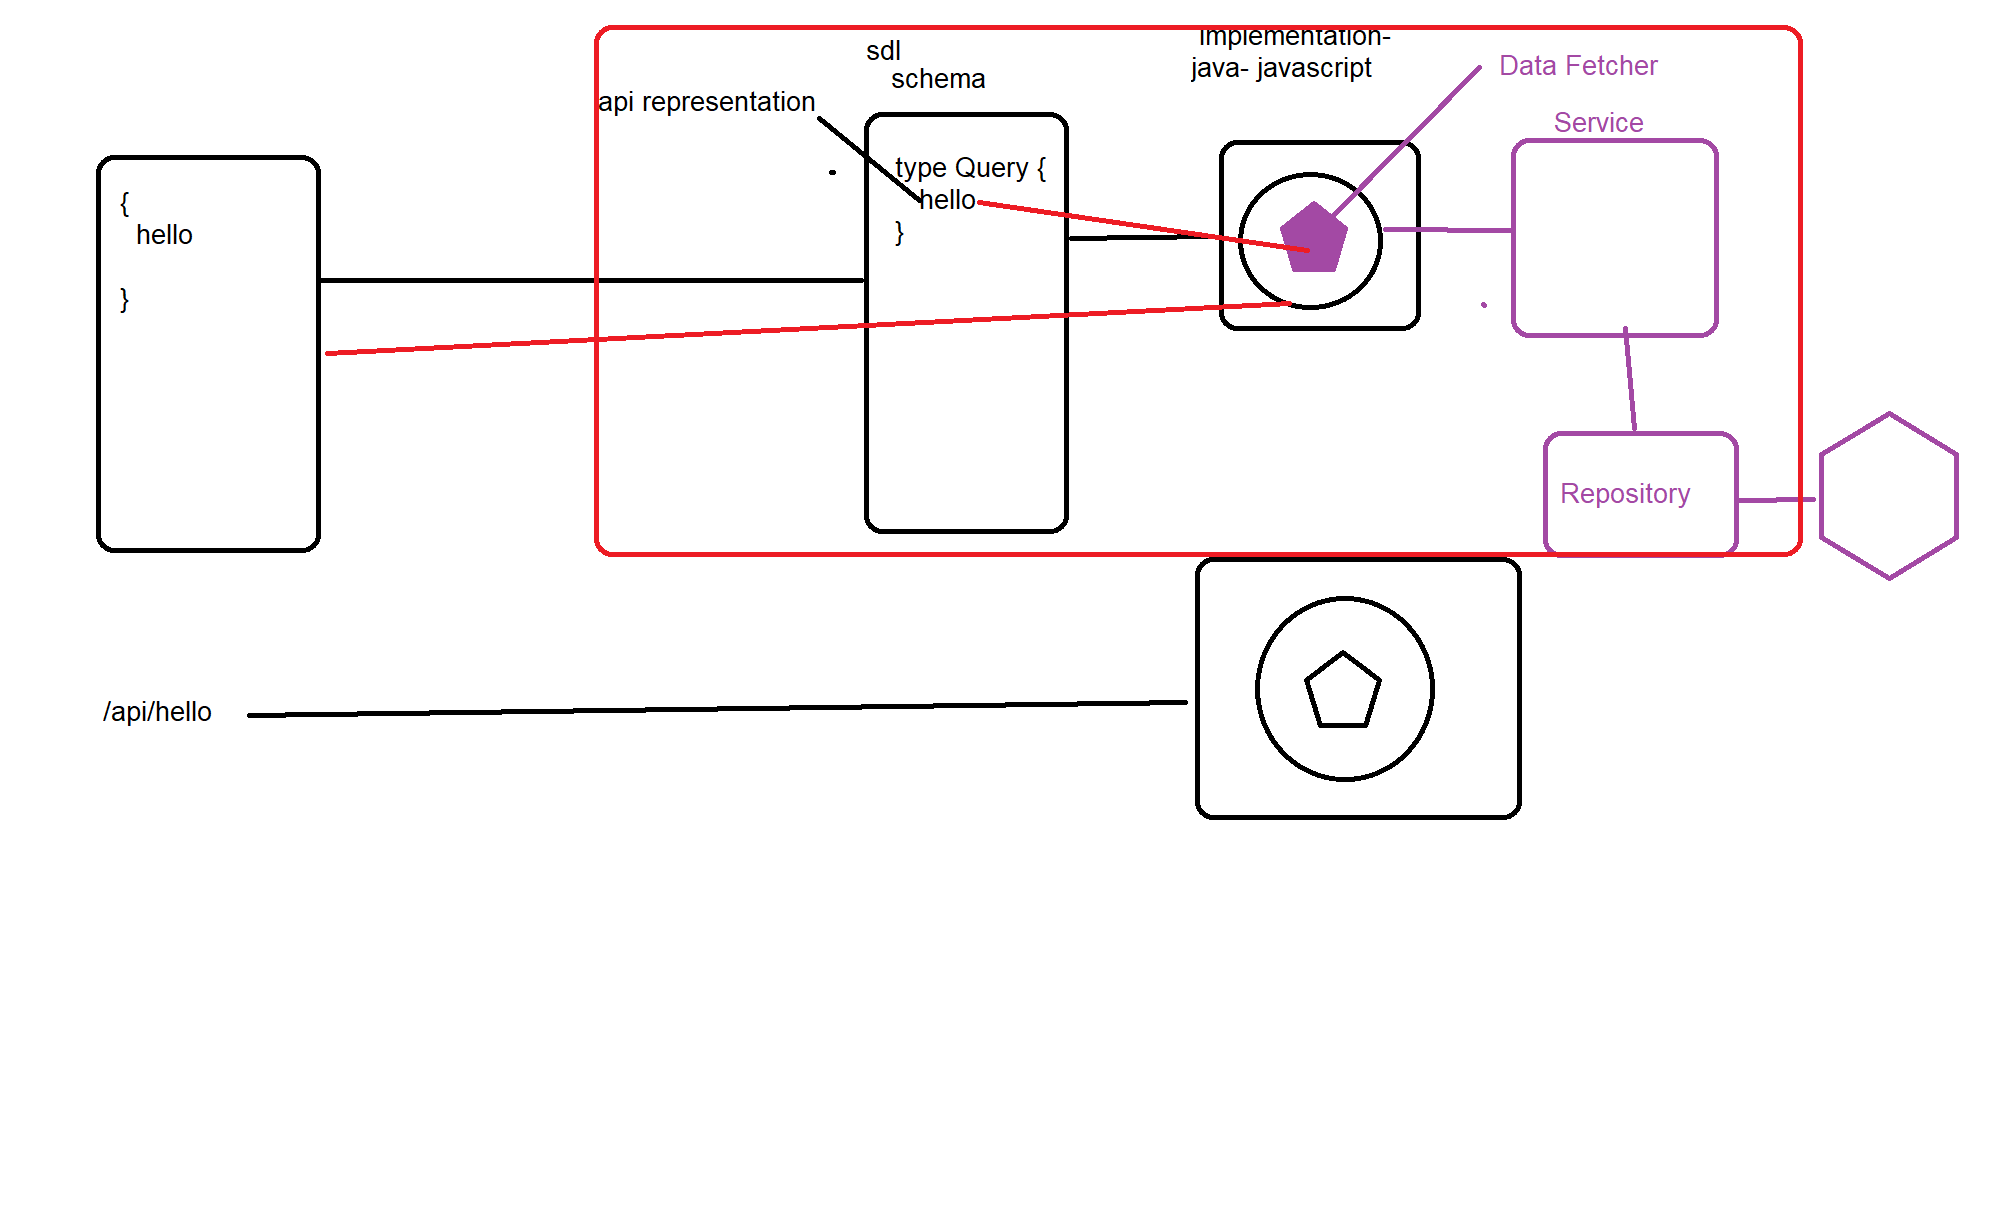 sdl
schema
api representation
implementation-
java- javascript
Data Fetcher
Service
{
hello
}
type Query {
hello
}
Repository
/api/hello